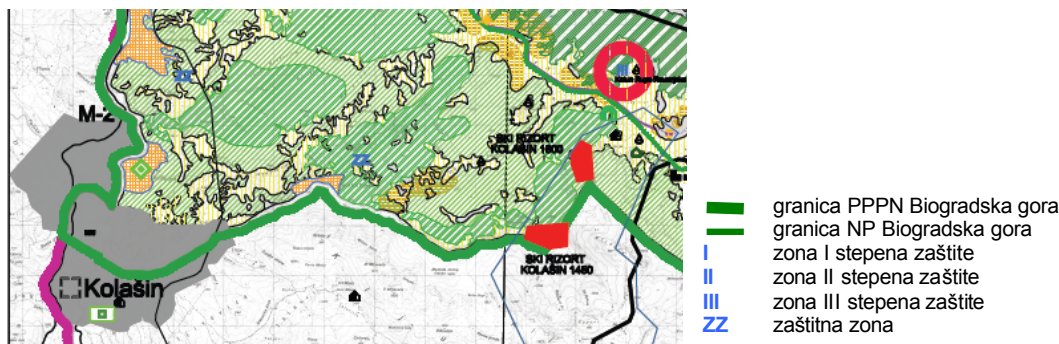 ZZ
M-2
SKI RIZORT
KOLAŠIN 1600
ZZ
SKI RIZORT
KOLAŠIN 1450
Kolašin
granica PPPN Biogradska gora
granica NP Biogradska gora
I zona I stepena zaštite
II zona II stepena zaštite
III zona III stepena zaštite
ZZ zaštitna zona